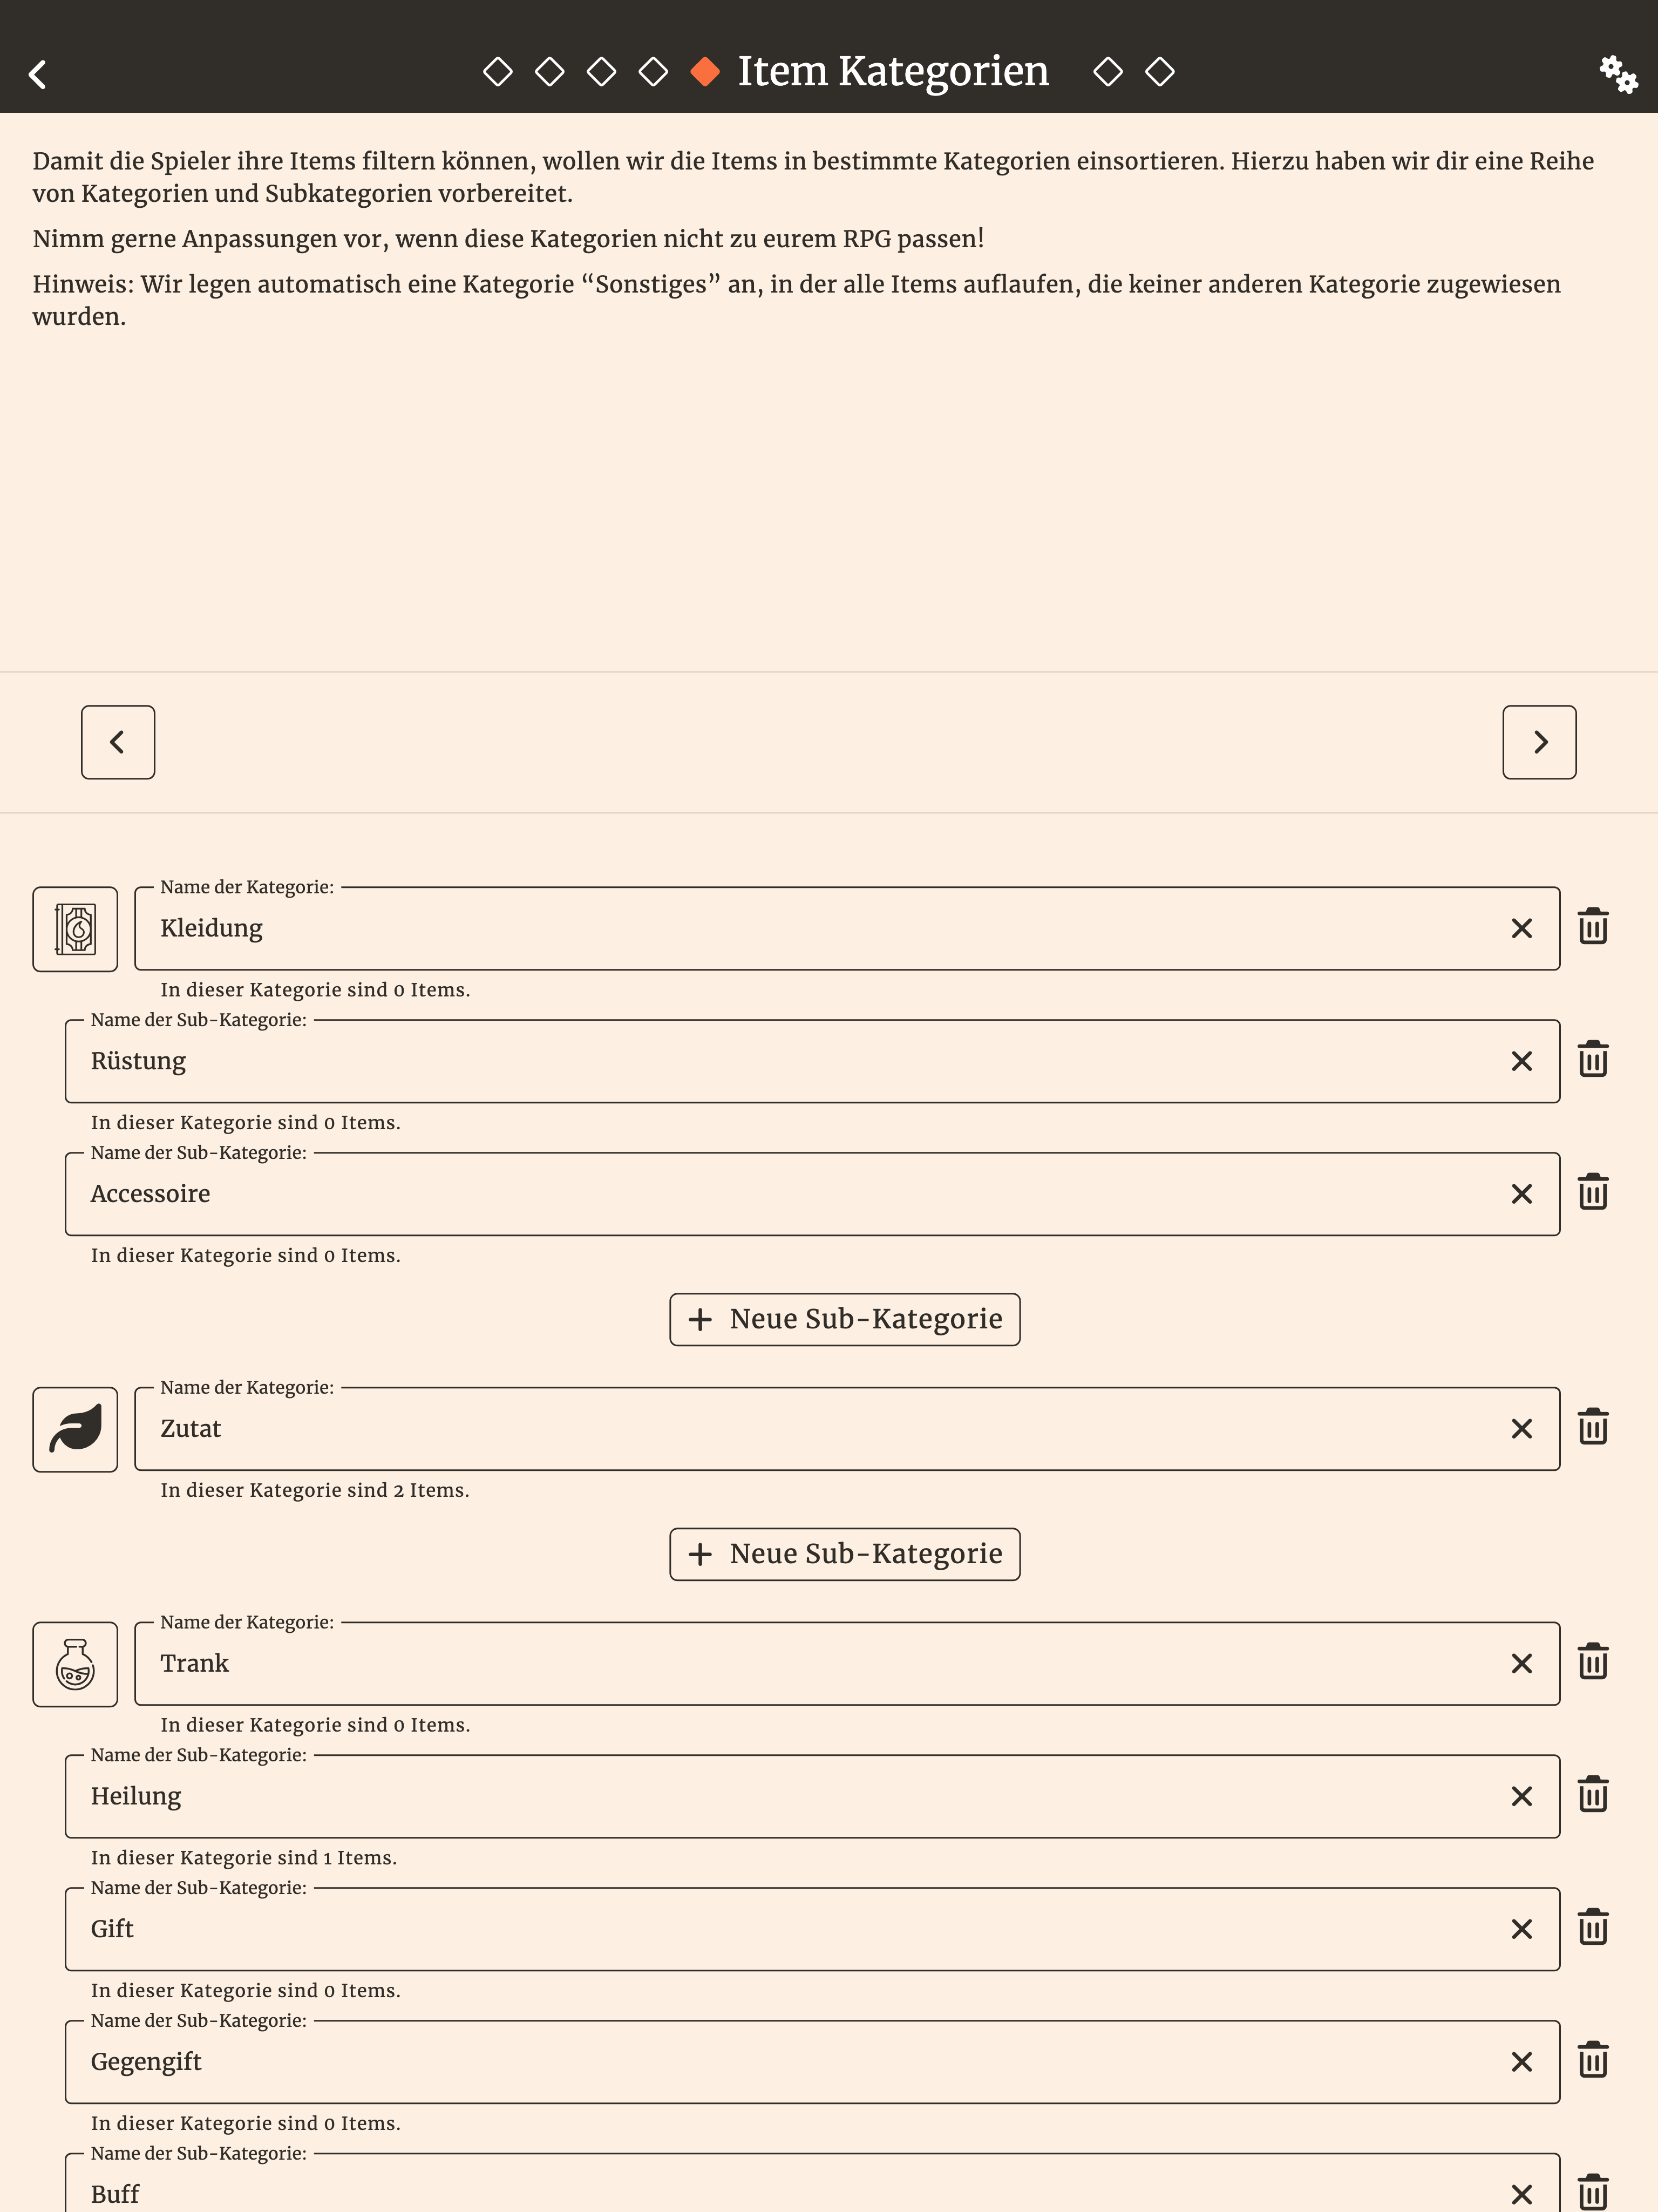 Item Kategorien
Damit die Spieler ihre Items filtern können, wollen wir die Items in bestimmte Kategorien einsortieren. Hierzu haben wir dir eine Reihe
von Kategorien und Subkategorien vorbereitet.
Nimm gerne Anpassungen vor, wenn diese Kategorien nicht zu eurem RPG passen!
Hinweis: Wir legen automatisch eine Kategorie “Sonstiges” an, in der alle Items auflaufen, die keiner anderen Kategorie zugewiesen
wurden.
Name der Kategorie:
Kleidung
In dieser Kategorie sind 0 Items.
Name der Sub-Kategorie:
Rüstung
In dieser Kategorie sind 0 Items.
Name der Sub-Kategorie:
Accessoire
In dieser Kategorie sind 0 Items.
Neue Sub-Kategorie
Name der Kategorie:
Zutat
In dieser Kategorie sind 2 Items.
Neue Sub-Kategorie
Name der Kategorie:
Trank
In dieser Kategorie sind 0 Items.
Name der Sub-Kategorie:
Heilung
In dieser Kategorie sind 1 Items.
Name der Sub-Kategorie:
Gift
In dieser Kategorie sind 0 Items.
Name der Sub-Kategorie:
Gegengift
In dieser Kategorie sind 0 Items.
Name der Sub-Kategorie:
Buff